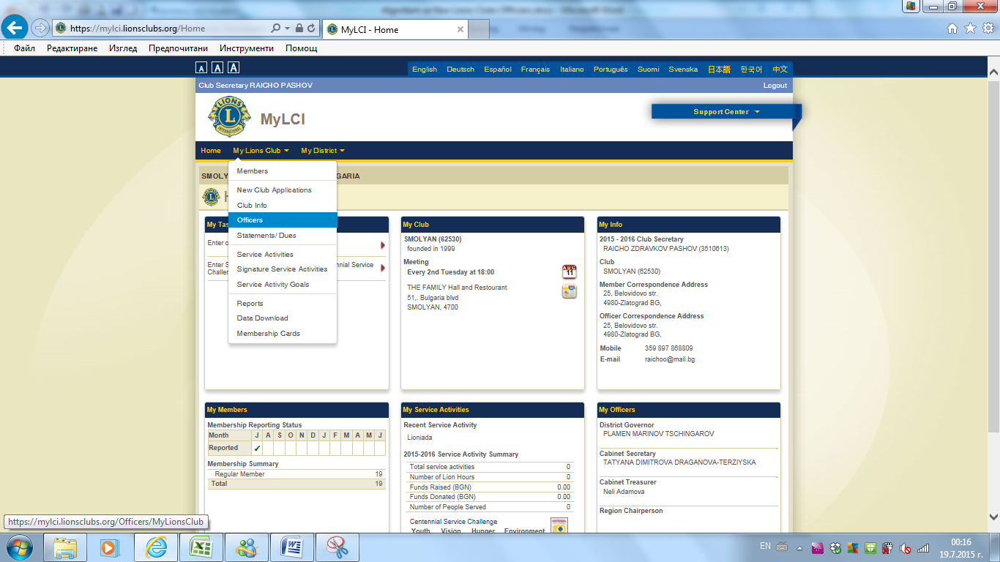 https://mylci.lionsclubs.org/Home
MyLCI - Home
Файл Редактиране Изглед Предпочитани Инструменти Помощ
A A A
English Deutsch Español Français Italiano Português Suomi Svenska 日本語 한국어 中文
Club Secretary RAICHO PASHOV Logout
LIONS
L
INTERNATIONAL
MyLCI
Support Center
Home My Lions Club My District
Members
New Club Applications
Club Info
Officers
Statements/ Dues
Service Activities
Signature Service Activities
Service Activity Goals
Reports
Data Download
Membership Cards
SMOLY GARIA
H
My Tas
Enter o
Enter S nnial Service
Challen
My Club
SMOLYAN (62530)
founded in 1999
Meeting
Every 2nd Tuesday at 18:00
AUG
11
THE FAMILY Hall and Restourant
51,. Bulgaria blvd
SMOLYAN, 4700
My Info
2015 - 2016 Club Secretary
RAICHO ZDRAVKOV PASHOV (3510613)
Club
SMOLYAN (62530)
Member Correspondence Address
25, Belovidovo str.
4980-Zlatograd BG,
Officer Correspondence Address
25, Belovidovo str.
4980-Zlatograd BG,
Mobile 359 897 868809
E-mail raichoo@mail.bg
My Members
Membership Reporting Status
Month J A S O N D J F M A M J
Reported ✓
Membership Summary
Regular Member 19
Total 19
My Service Activities
Recent Service Activity
Lioniada
2015-2016 Service Activity Summary
Total service activities 0
Number of Lion Hours 0
Funds Raised (BGN) 0.00
Funds Donated (BGN) 0.00
Number of People Served 0
Centennial Service Challenge
Youth Vision Hunger Environment
My Officers
District Governor
PLAMEN MARINOV TSCHINGAROV
Cabinet Secretary
TATYANA DIMITROVA DRAGANOVA-TERZIYSKA
Cabinet Treasurer
Neli Adamova
Region Chairperson
https://mylci.lionsclubs.org/Officers/MyLionsClub
EN
00:16
19.7.2015 г.